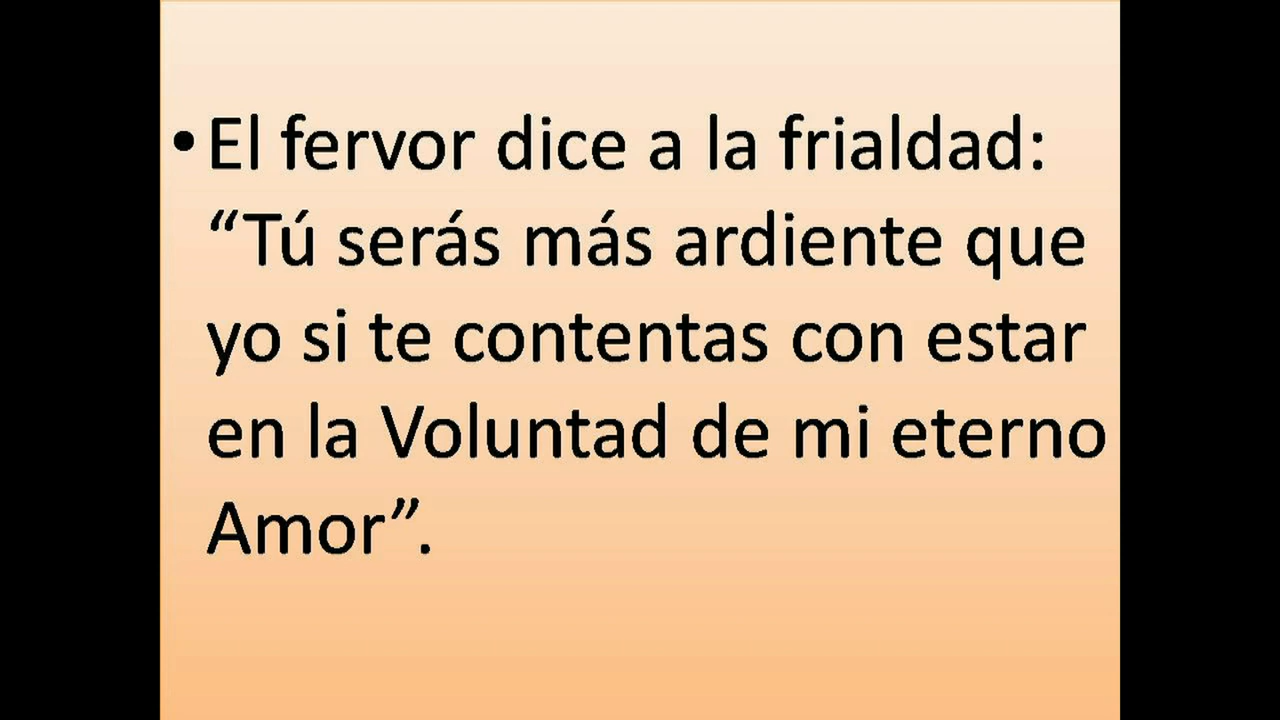 •El fervor dice a la frialdad:
“Tú serás más ardiente que
yo si te contentas con estar
en la Voluntad de mi eterno
Amor”.